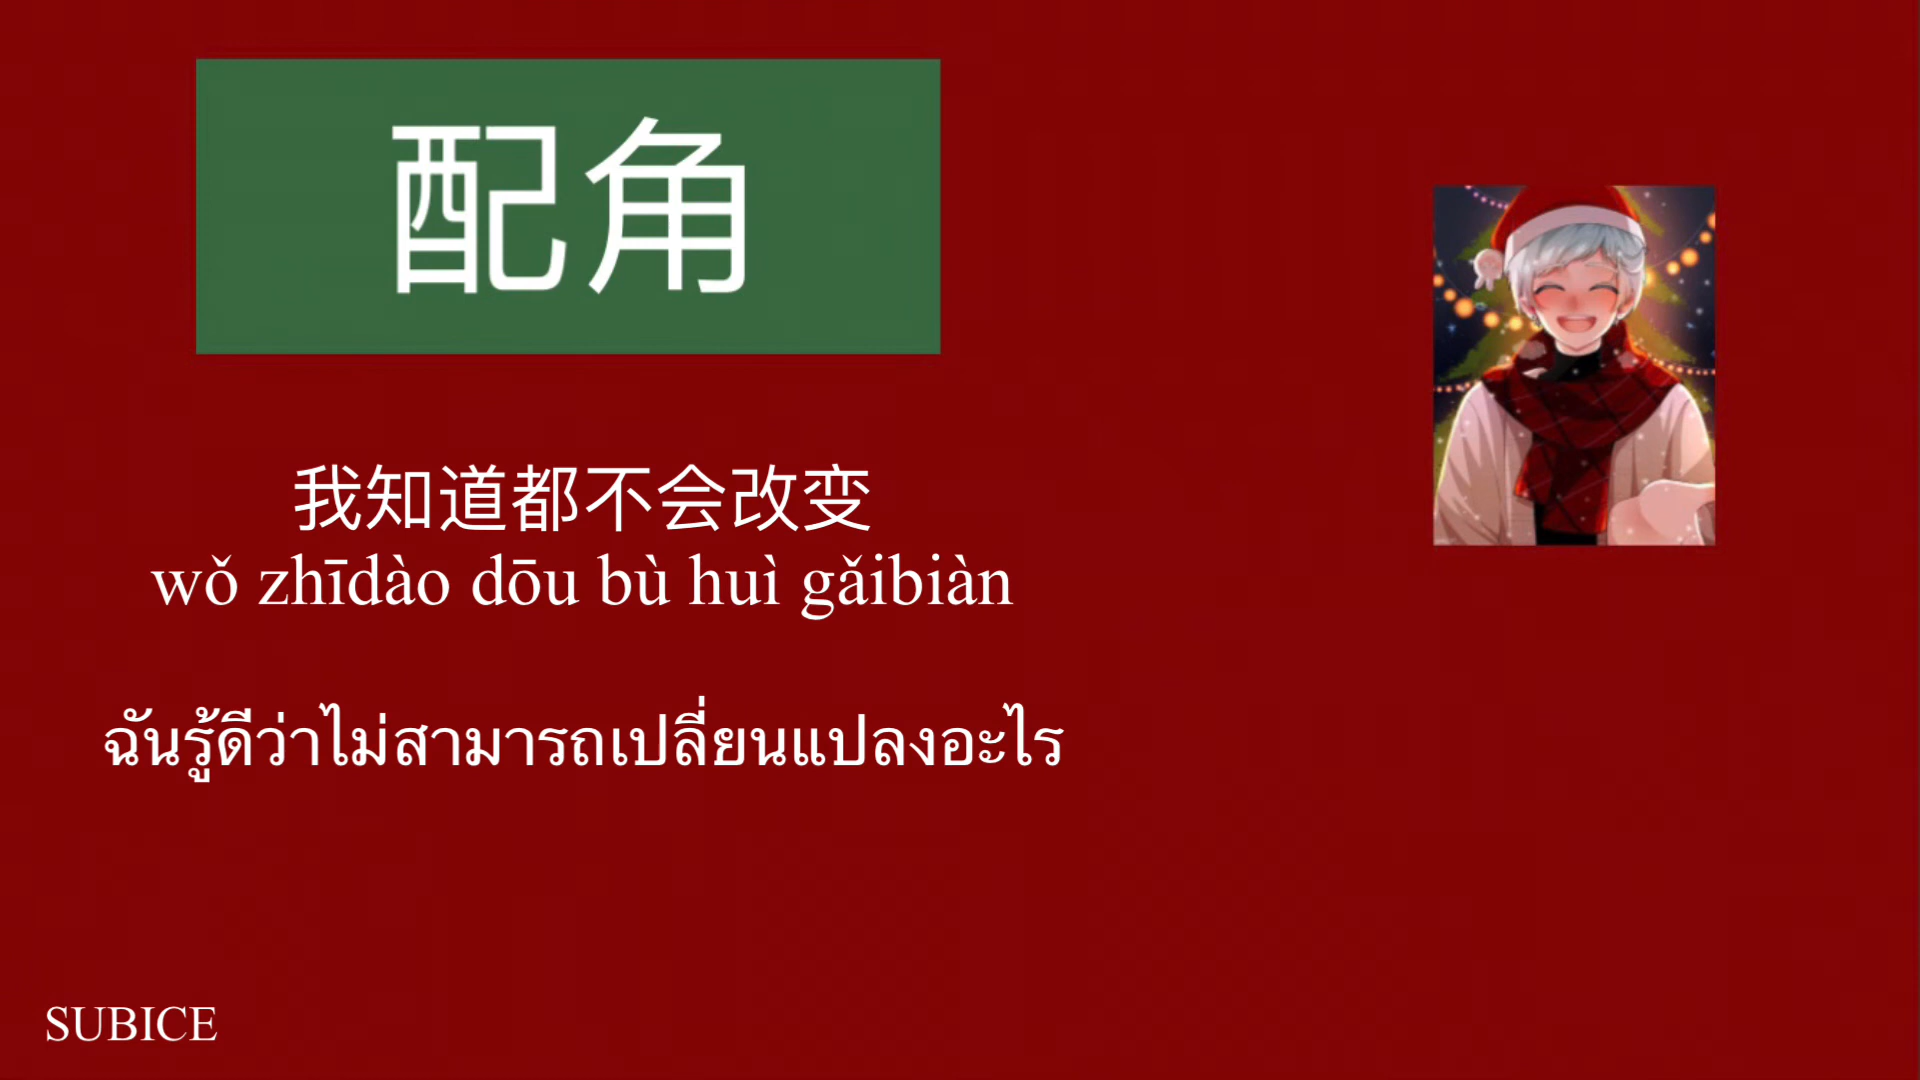 配角
我知道都不会改变
wǒ zhīdào dōu bù huì gǎibiàn
ฉันรู้ดีว่าไม่สามารถเปลี่ยนแปลงอะไร
SUBICE